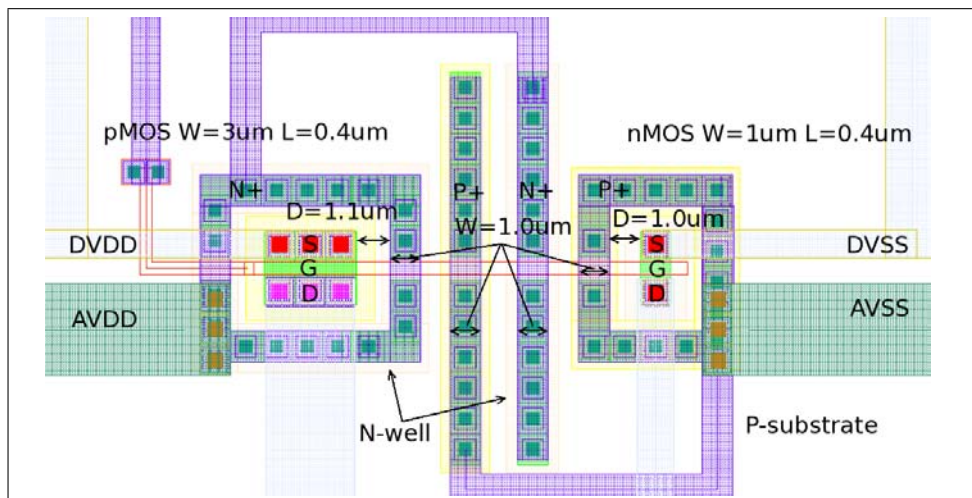 pMOS W=3um L=0.4um
nMOS W=1um L=0.4um
N+
P+
N+
P+
D=1.1um
W=1.0um
D=1.0um
DVDD
S
S
DVSS
G
G
AVDD
D
D
AVSS
N-well
P-substrate